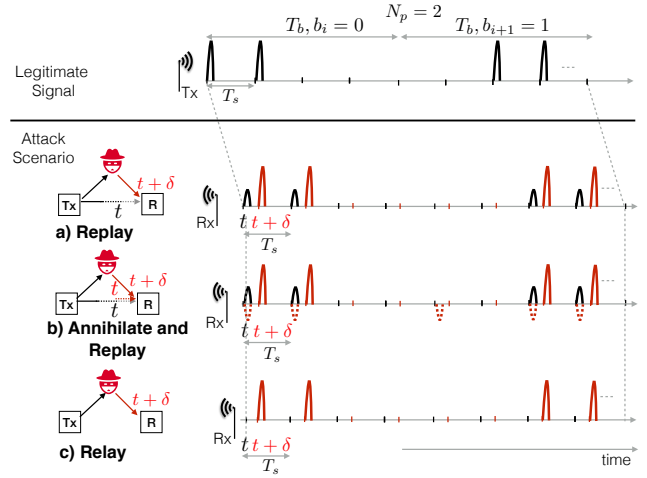 N_p = 2
T_b, b_i = 0
T_b, b_{i+1} = 1
Legitimate
Signal
Tx
T_s
Attack
Scenario
t + δ
Tx
t
R
a) Replay
Rx
t t + δ
T_s
t + δ
t
Tx
t
R
b) Annihilate and
Replay
Rx
t t + δ
T_s
t + δ
Tx
R
c) Relay
Rx
t t + δ
T_s
time